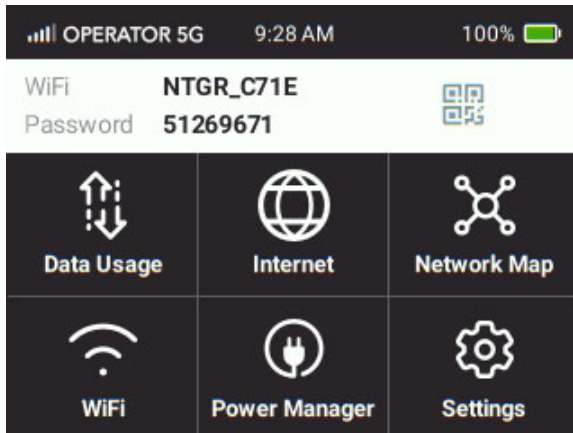 OPERATOR 5G 9:28 AM 100%
WiFi NTGR_C71E
Password 51269671
Data Usage Internet Network Map
WiFi Power Manager Settings